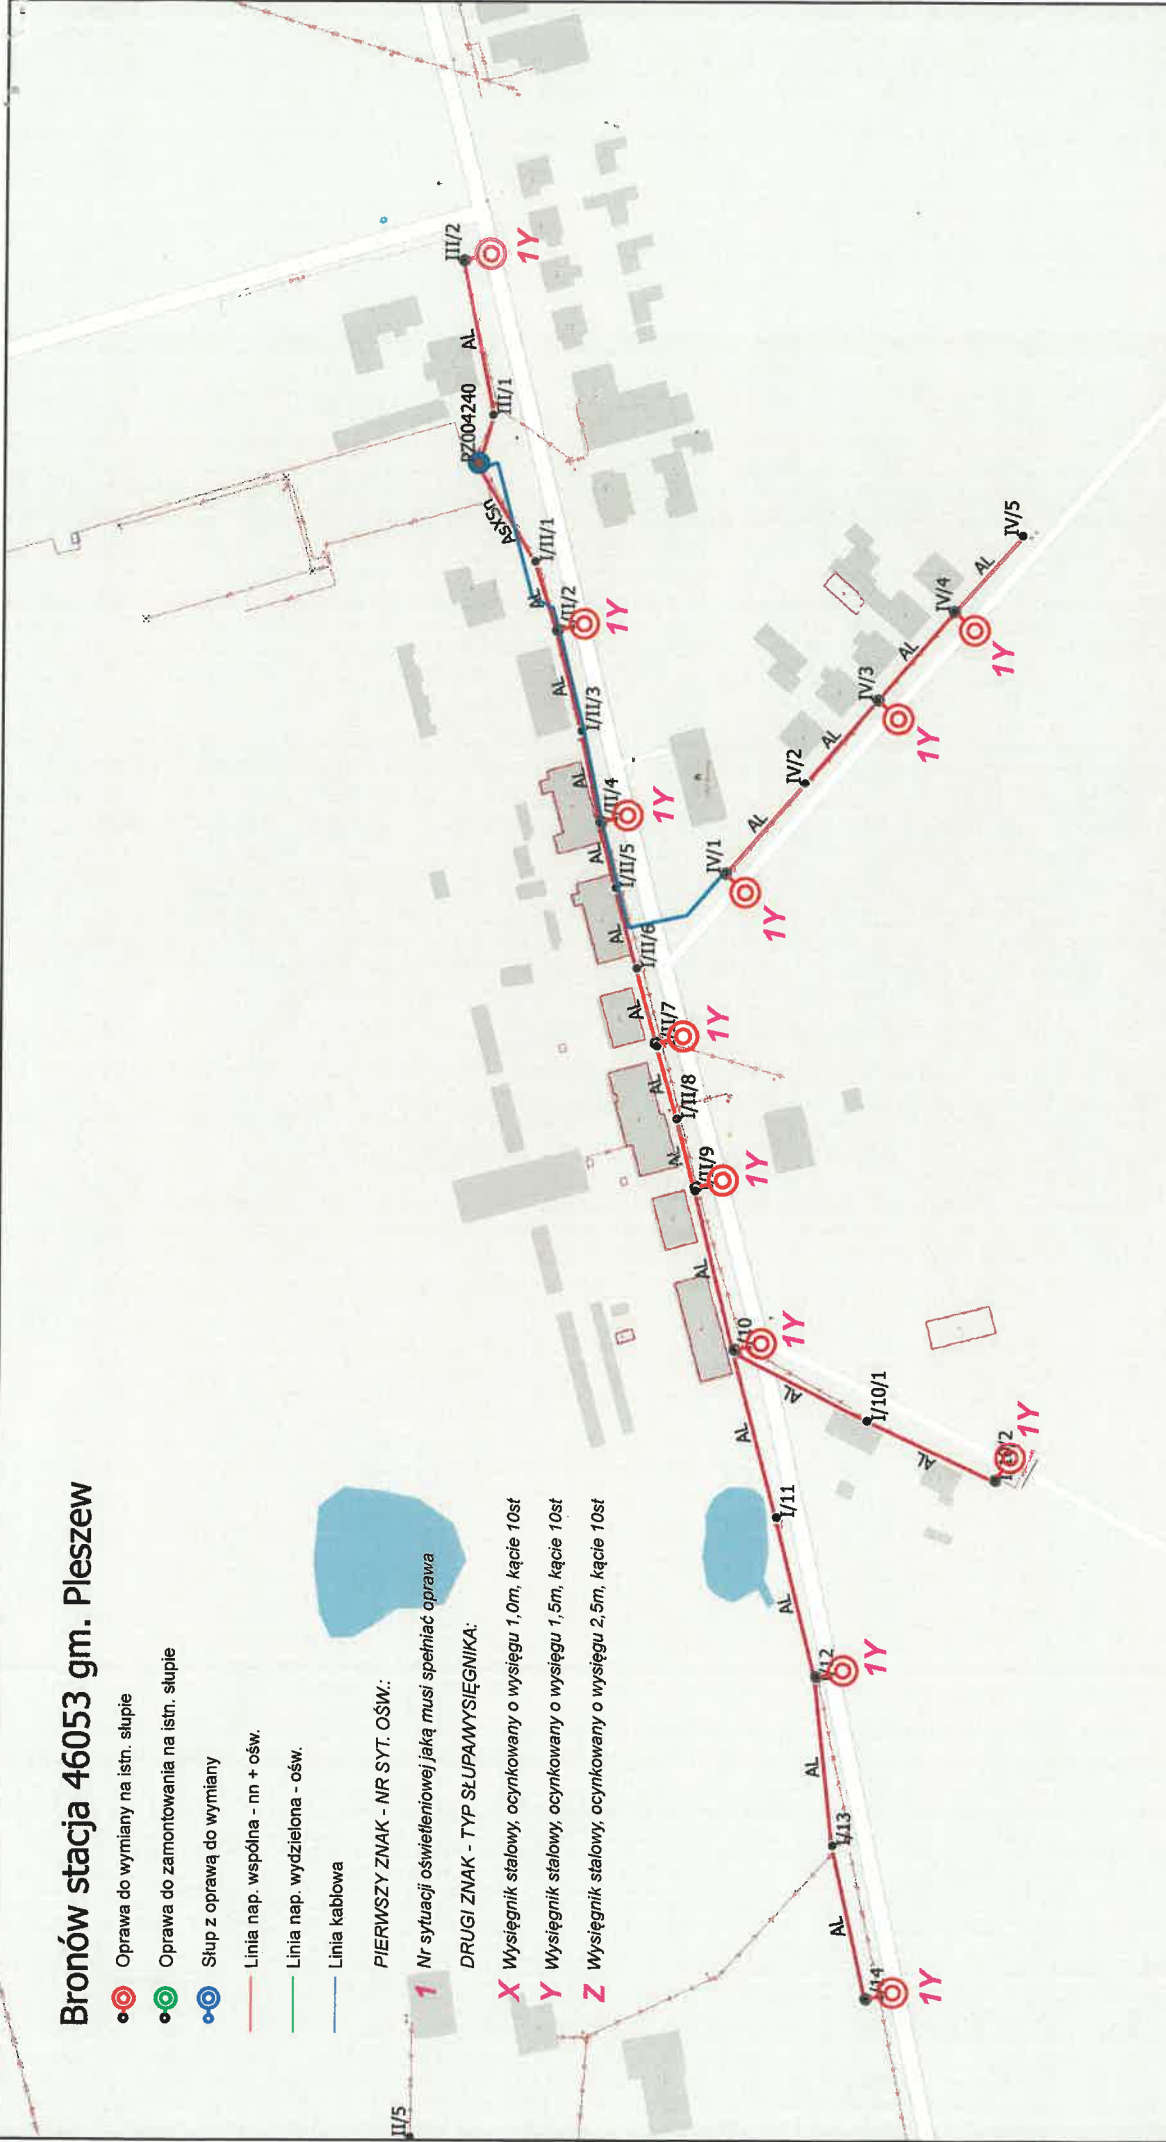 Bronów stacja 46053 gm. Pleszew
Oprawa do wymiany na istn. słupie
Oprawa do zamontowania na istn. słupie
Słup z oprawą do wymiany
Linia nap. wspólna - nn + ośw.
Linia nap. wydzielona - ośw.
Linia kablowa
PIERWSZY ZNAK - NR SYT. OŚW.:
1 Nr sytuacji oświetleniowej jaką musi spełniać oprawa
DRUGI ZNAK - TYP SŁUPA/WYSIĘGNIKA:
X Wysięgnik stalowy, ocynkowany o wysięgu 1,0m, kącie 10st
Y Wysięgnik stalowy, ocynkowany o wysięgu 1,5m, kącie 10st
Z Wysięgnik stalowy, ocynkowany o wysięgu 2,5m, kącie 10st
II/5
I/14
1Y
AL
I/13
AL
I/12
1Y
AL
I/11
AL
I/10
1Y
AL
I/10/1
AL
1Y
AL
I/II/9
1Y
AL
I/II/8
AL
I/II/7
1Y
AL
I/II/6
AL
I/II/5
AL
I/II/4
1Y
AL
I/II/3
AL
I/II/2
1Y
AL
I/II/1
AsXSn
PZ004240
III/1
AL
III/2
1Y
IV/1
1Y
AL
IV/2
AL
IV/3
1Y
AL
IV/4
1Y
AL
IV/5